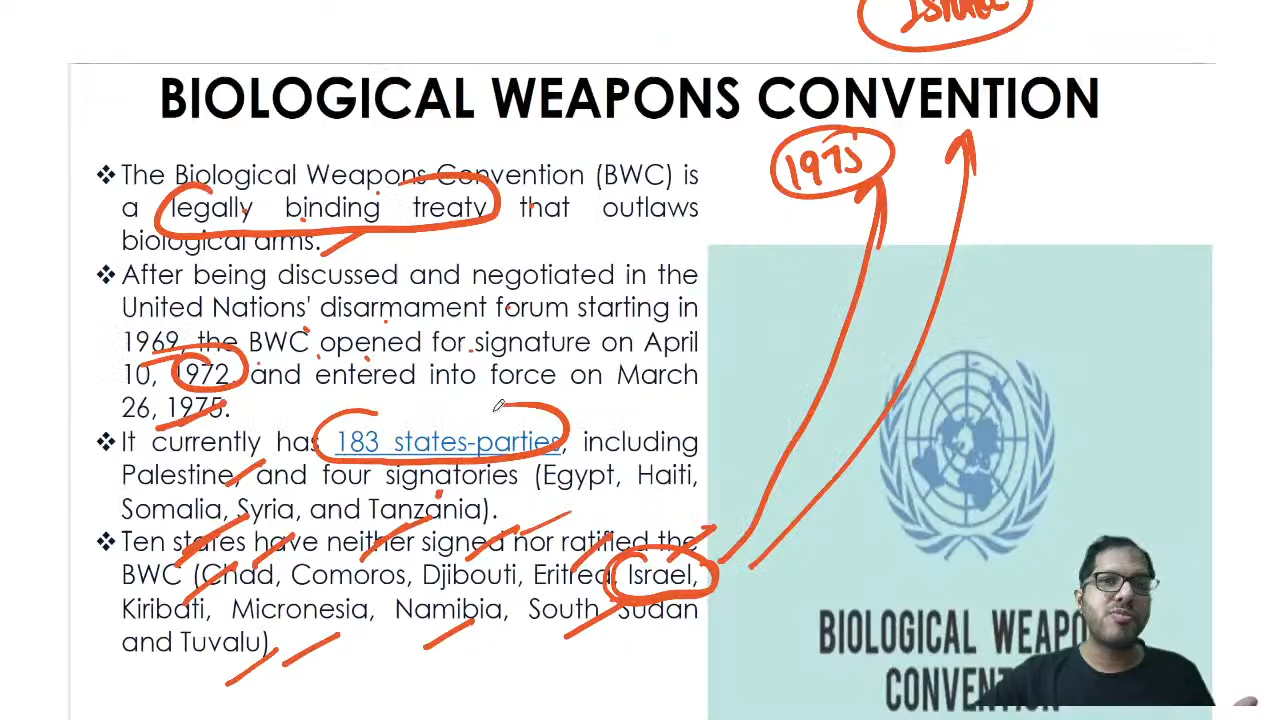 Israel
BIOLOGICAL WEAPONS CONVENTION
1975
❖ The Biological Weapons Convention (BWC) is
a legally binding treaty that outlaws
biological arms.
❖ After being discussed and negotiated in the
United Nations' disarmament forum starting in
1969, the BWC opened for signature on April
10, 1972, and entered into force on March
26, 1975.
❖ It currently has 183 states-parties, including
Palestine, and four signatories (Egypt, Haiti,
Somalia, Syria, and Tanzania).
❖ Ten states have neither signed nor ratified the
BWC (Chad, Comoros, Djibouti, Eritrea, Israel,
Kiribati, Micronesia, Namibia, South Sudan
and Tuvalu)
BIOLOGICAL WEAPO
CONVENTION